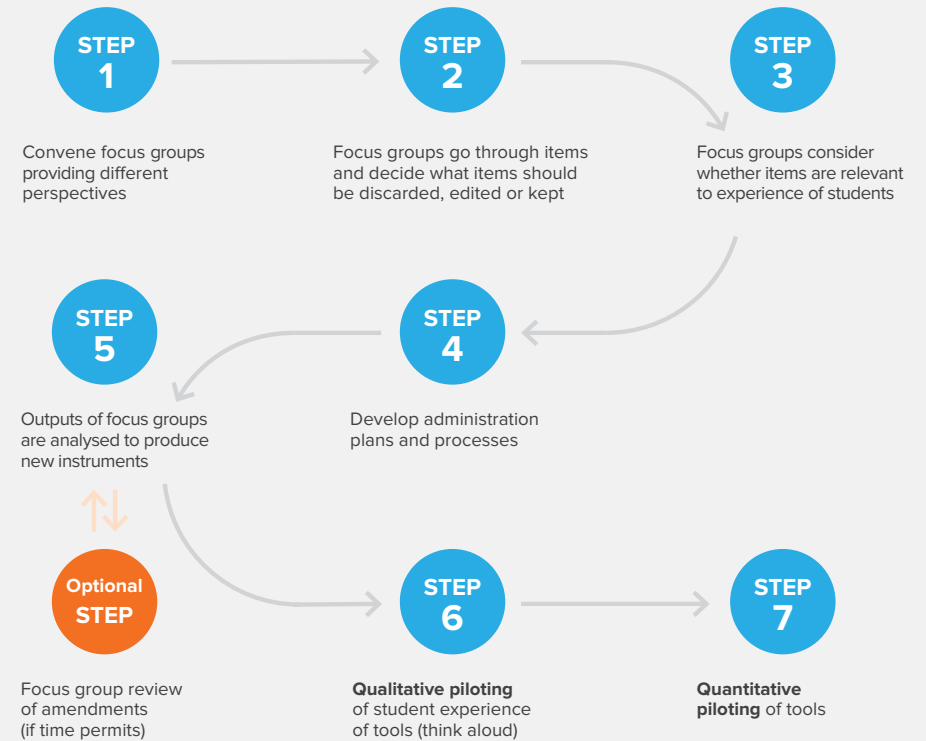 STEP
1
Convene focus groups
providing different
perspectives
STEP
2
Focus groups go through items
and decide what items should
be discarded, edited or kept
STEP
3
Focus groups consider
whether items are relevant
to experience of students
STEP
4
Develop administration
plans and processes
STEP
5
Outputs of focus groups
are analysed to produce
new instruments
Optional
STEP
Focus group review
of amendments
(if time permits)
STEP
6
Qualitative piloting
of student experience
of tools (think aloud)
STEP
7
Quantitative
piloting of tools